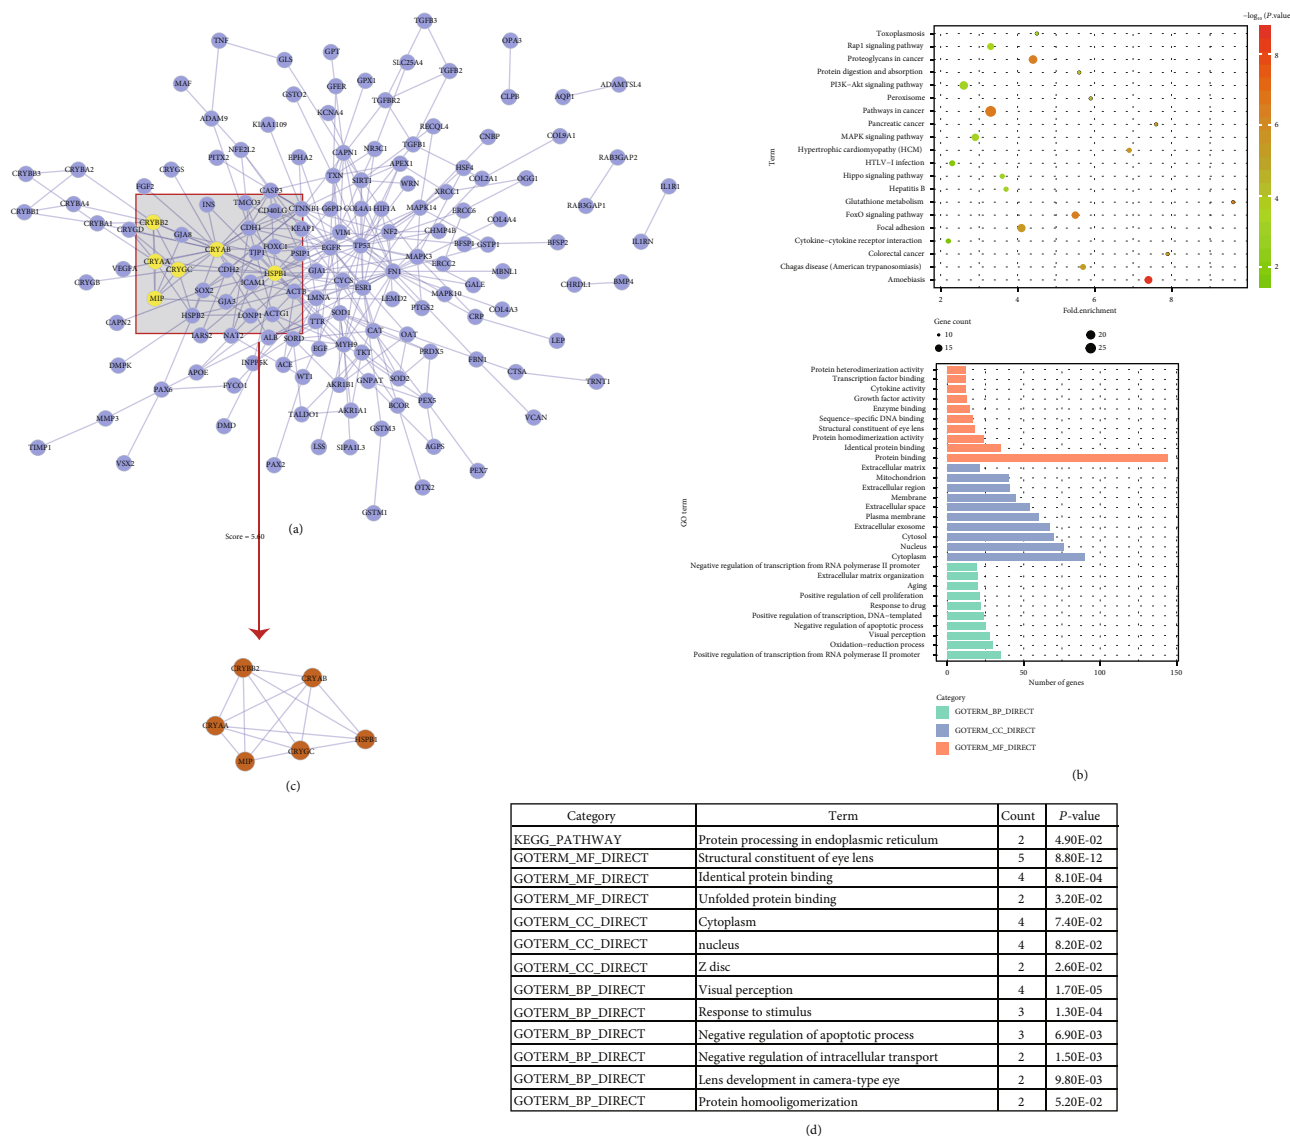 TGFB3
TNF
OPA3
GPT
GLS
SLC25A4
TGFB2
MAF
GFER
GPX1
ADAMTSL4
GSTO2
TGFBR2
CLPB
AQP1
KCNA4
ADAM9
KIAA1109
RECQL4
CNBP
COL9A1
NFE2L2
CAPN1
NR3C1
TGFB1
PITX2
EPHA2
APEX1
RAB3GAP2
CRYBB3
CRYBA2
CRYGS
TXN
SIRT1
WRN
HSF4
COL2A1
OGG1
FGF2
CASP3
XRCC1
IL1R1
CRYBB1
CRYBA4
INS
TMCO3
CD40LG
CTNNB1
G6PD
COL4A1
HIF1A
MAPK14
ERCC6
RAB3GAP1
CRYBA1
CRYGD
CRYBB2
GJA8
CDH1
KEAP1
VIM
NF2
CHMP4B
COL4A4
CRYAB
TJP1
FOXC1
PSIP1
EGFR
TP53
BFSP1
GSTP1
BFSP2
IL1RN
VEGFA
CRYAA
CRYGC
CDH2
HSPB1
GJA1
MAPK3
ERCC2
CRYGB
ICAM1
CYCS
FN1
MBNL1
MIP
SOX2
GJA3
ACTB
LMNA
ESR1
LEMD2
MAPK10
GALE
CHRDL1
BMP4
CAPN2
HSPB2
LONP1
ACTG1
TTR
SOD1
PTGS2
CRP
COL4A3
IARS2
NAT2
ALB
SORD
CAT
OAT
LEP
DMPK
APOE
INPP5K
ACE
EGF
MYH9
TKT
PRDX5
FBN1
CTSA
TRNT1
PAX6
FYCO1
WT1
AKR1B1
GNPAT
SOD2
MMP3
TALDO1
AKR1A1
BCOR
PEX5
VCAN
TIMP1
DMD
LSS
SIPA1L3
GSTM3
AGPS
VSX2
PAX2
PEX7
OTX2
GSTM1
(a)
Score = 5.60
CRYBB2
CRYAB
CRYAA
HSPB1
CRYGC
MIP
(c)
−log₁₀ (P.value
Toxoplasmosis
Rap1 signaling pathway
Proteoglycans in cancer
Protein digestion and absorption
PI3K−Akt signaling pathway
Peroxisome
Pathways in cancer
Pancreatic cancer
MAPK signaling pathway
Hypertrophic cardiomyopathy (HCM)
HTLV−I infection
Hippo signaling pathway
Hepatitis B
Glutathione metabolism
FoxO signaling pathway
Focal adhesion
Cytokine−cytokine receptor interaction
Colorectal cancer
Chagas disease (American trypanosomiasis)
Amoebiasis
Term
2 4 6 8
Fold.enrichment
8
6
4
2
Gene count
10 20
15 25
Protein heterodimerization activity
Transcription factor binding
Cytokine activity
Growth factor activity
Enzyme binding
Sequence−specific DNA binding
Structural constituent of eye lens
Protein homodimerization activity
Identical protein binding
Protein binding
Extracellular matrix
Mitochondrion
Extracellular region
Membrane
Extracellular space
Plasma membrane
Extracellular exosome
Cytosol
Nucleus
Cytoplasm
Negative regulation of transcription from RNA polymerase II promoter
Extracellular matrix organization
Aging
Positive regulation of cell proliferation
Response to drug
Positive regulation of transcription, DNA−templated
Negative regulation of apoptotic process
Visual perception
Oxidation−reduction process
Positive regulation of transcription from RNA polymerase II promoter
GO term
0 50 100 150
Number of genes
Category
GOTERM_BP_DIRECT
GOTERM_CC_DIRECT
GOTERM_MF_DIRECT
(b)
Category Term Count P-value
KEGG_PATHWAY Protein processing in endoplasmic reticulum 2 4.90E-02
GOTERM_MF_DIRECT Structural constituent of eye lens 5 8.80E-12
GOTERM_MF_DIRECT Identical protein binding 4 8.10E-04
GOTERM_MF_DIRECT Unfolded protein binding 2 3.20E-02
GOTERM_CC_DIRECT Cytoplasm 4 7.40E-02
GOTERM_CC_DIRECT nucleus 4 8.20E-02
GOTERM_CC_DIRECT Z disc 2 2.60E-02
GOTERM_BP_DIRECT Visual perception 4 1.70E-05
GOTERM_BP_DIRECT Response to stimulus 3 1.30E-04
GOTERM_BP_DIRECT Negative regulation of apoptotic process 3 6.90E-03
GOTERM_BP_DIRECT Negative regulation of intracellular transport 2 1.50E-03
GOTERM_BP_DIRECT Lens development in camera-type eye 2 9.80E-03
GOTERM_BP_DIRECT Protein homooligomerization 2 5.20E-02
(d)